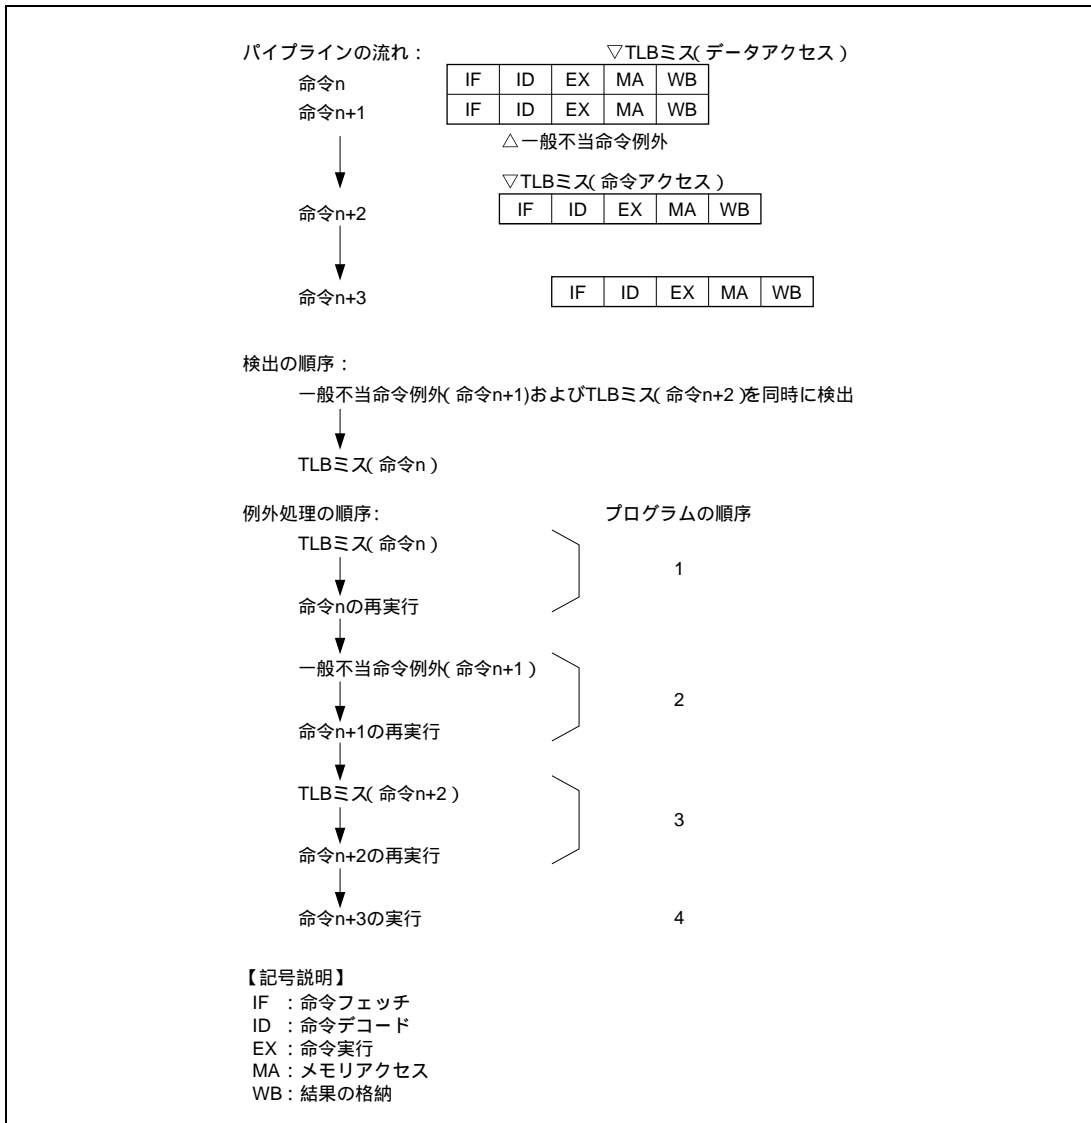 パイプラインの流れ： ▽TLBミス(データアクセス)
命令n IF ID EX MA WB
命令n+1 IF ID EX MA WB
△一般不当命令例外
▽TLBミス(命令アクセス)
命令n+2 IF ID EX MA WB
命令n+3 IF ID EX MA WB
検出の順序：
一般不当命令例外(命令n+1)およびTLBミス(命令n+2)を同時に検出
TLBミス(命令n)
例外処理の順序: プログラムの順序
TLBミス(命令n)
1
命令nの再実行
一般不当命令例外(命令n+1)
2
命令n+1の再実行
TLBミス(命令n+2)
3
命令n+2の再実行
命令n+3の実行 4
【記号説明】
IF ：命令フェッチ
ID ：命令デコード
EX：命令実行
MA：メモリアクセス
WB：結果の格納